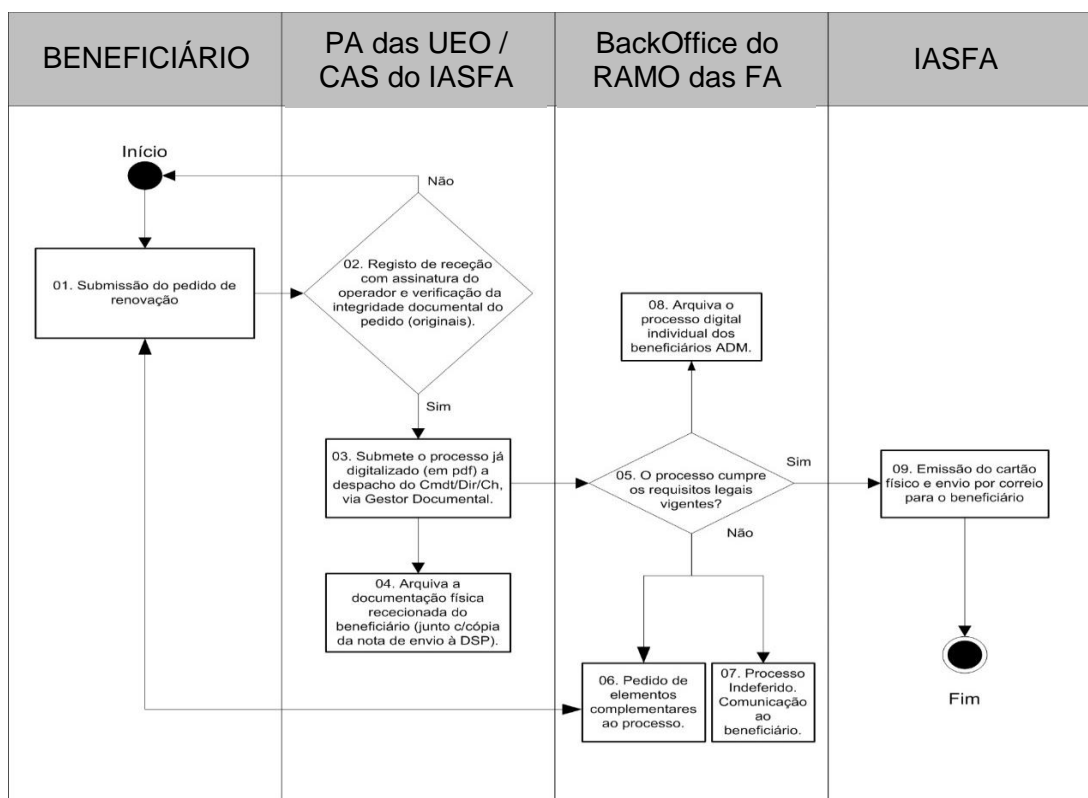 BENEFICIÁRIO
PA das UEO /
CAS do IASFA
BackOffice do
RAMO das FA
IASFA
Início
Não
01. Submissão do pedido de
renovação
02. Registo de receção
com assinatura do
operador e verificação da
integridade documental do
pedido (originais).
Sim
03. Submete o processo já
digitalizado (em pdf) a
despacho do Cmdt/Dir/Ch,
via Gestor Documental.
04. Arquiva a
documentação física
rececionada do
beneficiário (junto c/cópia
da nota de envio à DSP).
08. Arquiva o
processo digital
individual dos
beneficiários ADM.
05. O processo cumpre
os requisitos legais
vigentes?
Sim
Não
06. Pedido de
elementos
complementares
ao processo.
07. Processo
Indeferido.
Comunicação
ao
beneficiário.
09. Emissão do cartão
físico e envio por correio
para o beneficiário
Fim